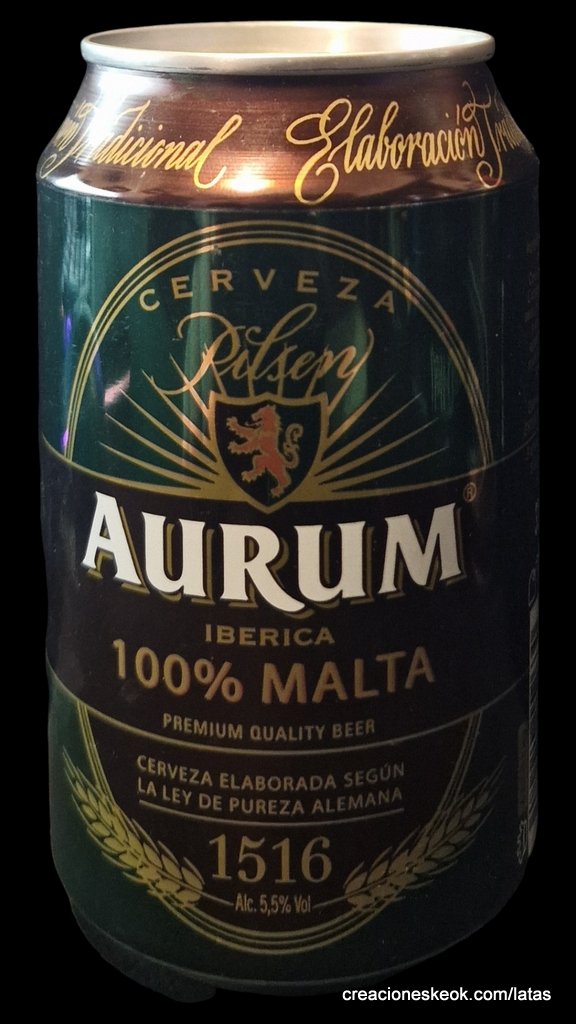 Tradicional
Elaboración
CERVEZA
Pilsen
AURUM®
IBERICA
100% MALTA
PREMIUM QUALITY BEER
CERVEZA ELABORADA SEGÚN
LA LEY DE PUREZA ALEMANA
1516
Alc. 5,5% Vol
creacioneskeok.com/latas